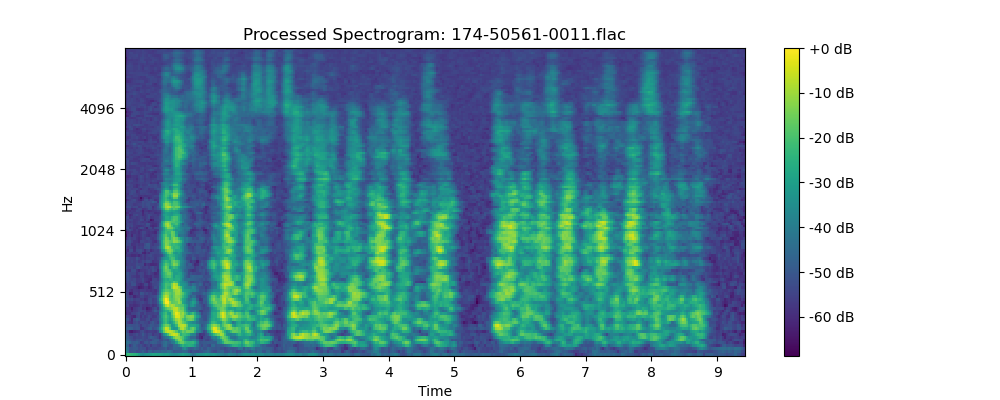 Processed Spectrogram: 174-50561-0011.flac
Hz
4096
2048
1024
512
0
0 1 2 3 4 5 6 7 8 9
Time
+0 dB
-10 dB
-20 dB
-30 dB
-40 dB
-50 dB
-60 dB